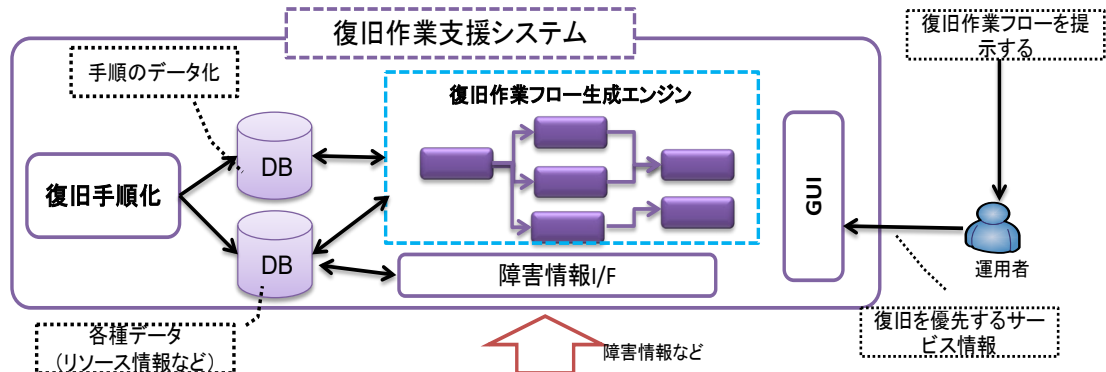 復旧作業支援システム
復旧作業フローを提
示する
手順のデータ化
復旧作業フロー生成エンジン
DB
復旧手順化
GUI
DB
障害情報I/F
運用者
各種データ
(リソース情報など)
障害情報など
復旧を優先するサー
ビス情報